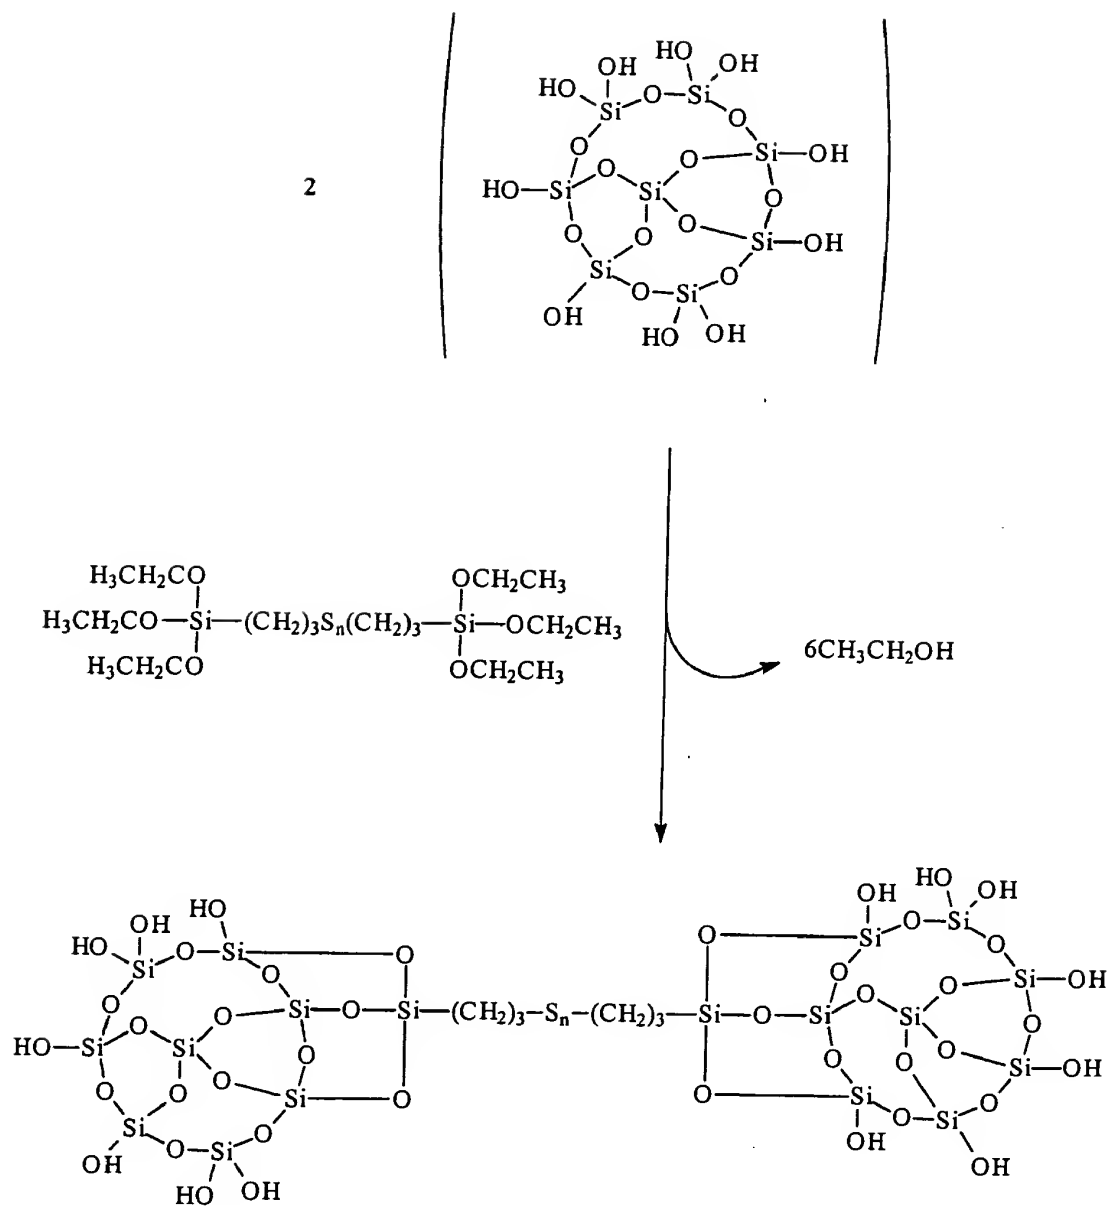 HO OH HO OH
HO Si O Si
O O
O Si OH
HO Si O Si
O O O
O Si OH
Si O
O Si
OH HO OH
2
H₃CH₂CO OCH₂CH₃
H₃CH₂CO Si (CH₂)₃Sₙ(CH₂)₃ Si OCH₂CH₃
H₃CH₂CO OCH₂CH₃
6CH₃CH₂OH
HO OH HO OH
HO OH HO OH
Si O Si O O Si O Si
O O O O
O O Si O Si (CH₂)₃ Sₙ (CH₂)₃ Si O Si O Si O Si OH
HO Si Si O O O O
O O O Si O O O Si OH
Si O Si O Si O
OH O Si OH OH
HO OH